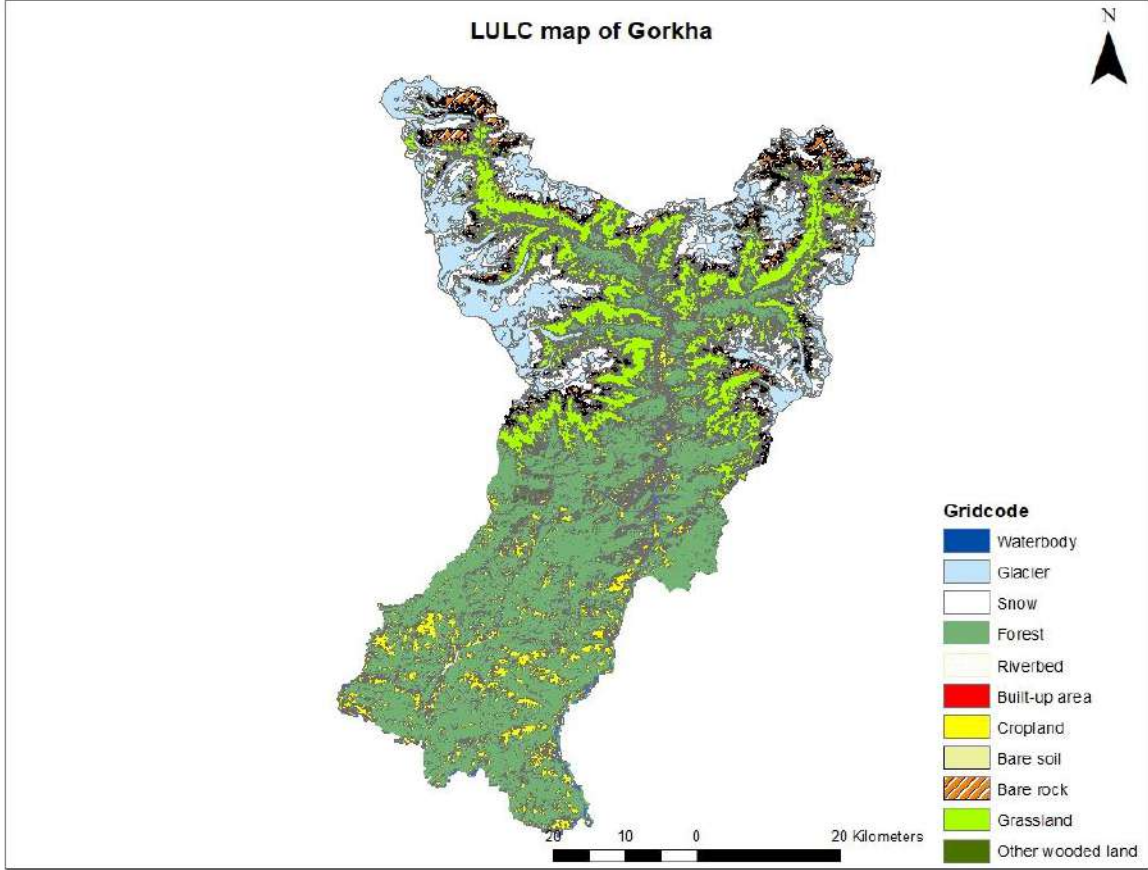 LULC map of Gorkha
N
Gridcode
Waterbody
Glacier
Snow
Forest
Riverbed
Built-up area
Cropland
Bare soil
Bare rock
Grassland
Other wooded land
20 10 0 20 Kilometers